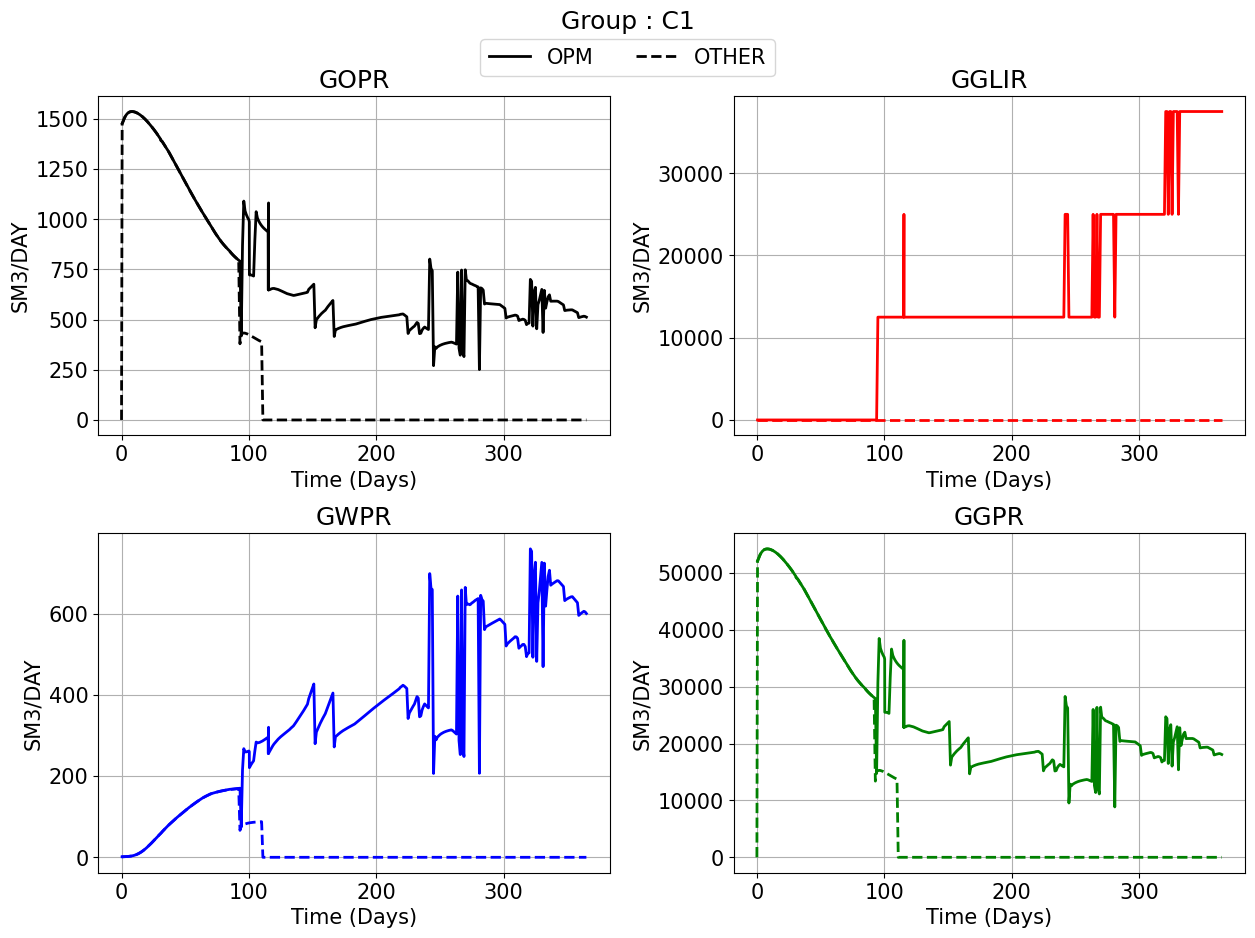 Group : C1
OPM OTHER
GOPR
SM3/DAY
1500
1250
1000
750
500
250
0
0 100 200 300
Time (Days)
GGLIR
SM3/DAY
30000
20000
10000
0
0 100 200 300
Time (Days)
GWPR
SM3/DAY
600
400
200
0
0 100 200 300
Time (Days)
GGPR
SM3/DAY
50000
40000
30000
20000
10000
0
0 100 200 300
Time (Days)